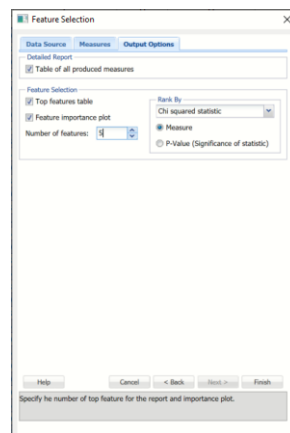 Feature Selection
Data Source Measures Output Options
Detailed Report
Table of all produced measures
Feature Selection
Top features table
Feature importance plot
Number of features: 5
Rank By
Chi squared statistic
Measure
P-Value (Significance of statistic)
Help Cancel < Back Next > Finish
Specify he number of top feature for the report and importance plot.